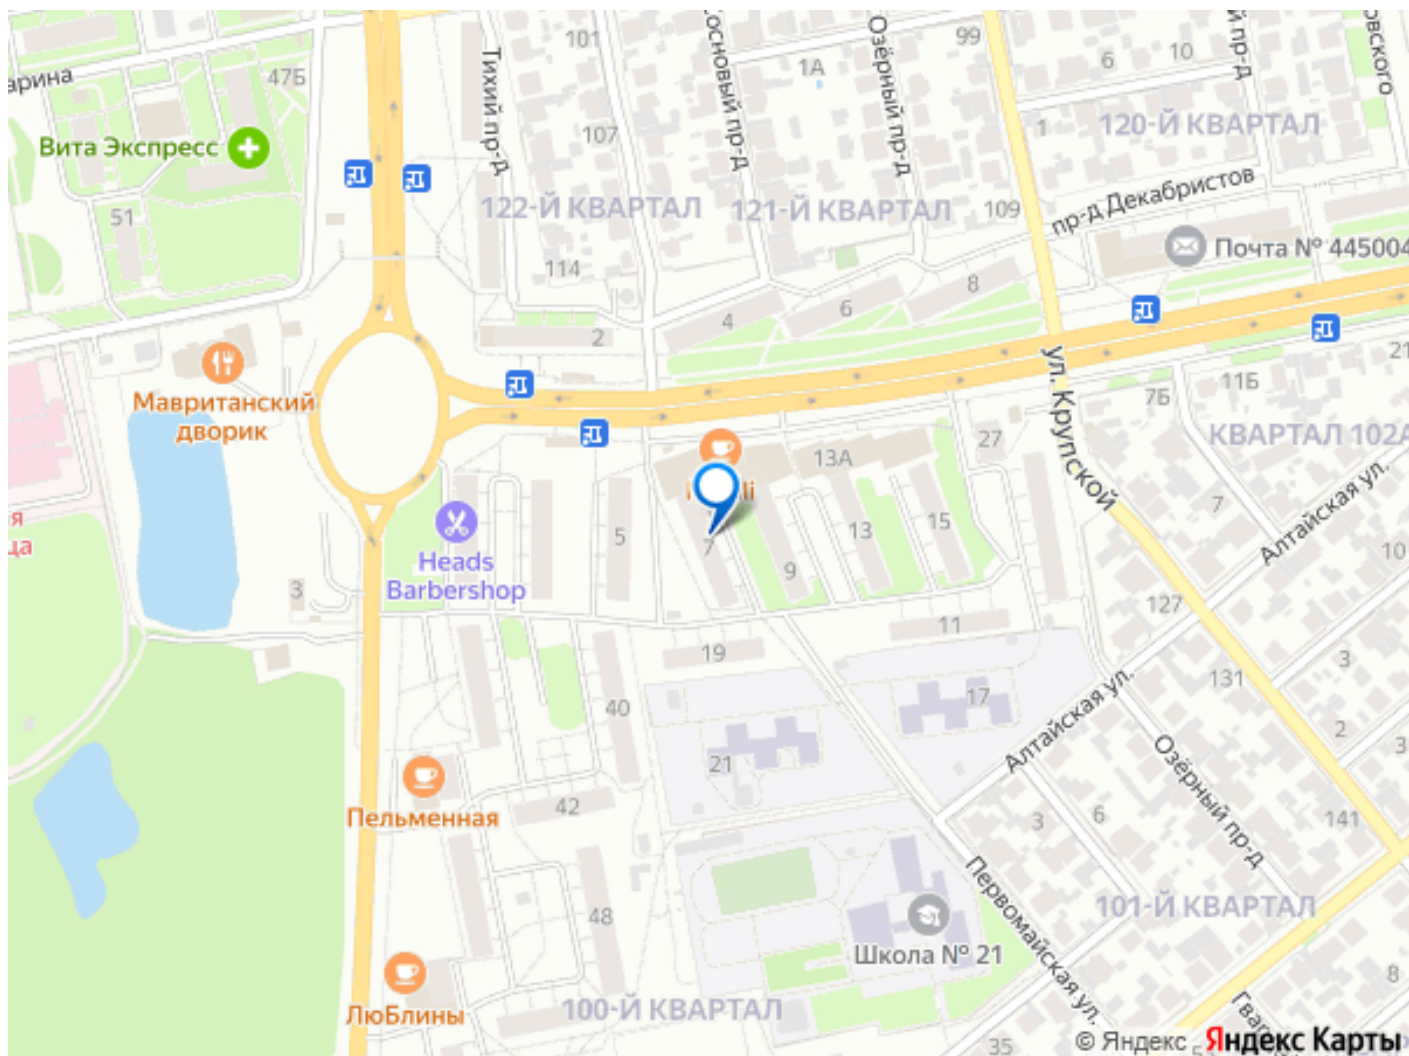 101
99
Сосновый пр-д
Озёрный пр-д
1А
10
6
47Б
Тихий пр-д
107
1
120-Й КВАРТАЛ
Вита Экспресс
пр-д Декабристов
51
122-Й КВАРТАЛ
121-Й КВАРТАЛ
109
Почта № 445004
114
8
6
4
2
ул. Крупской
21
11Б
7Б
Мавританский
дворик
27
КВАРТАЛ 102А
13А
7
Алтайская ул.
5
13
15
10
7
9
Heads
Barbershop
3
127
11
19
3
131
17
40
Алтайская ул.
2
3
Озёрный пр-д
21
42
Пельменная
3
6
141
Первомайская ул.
101-Й КВАРТАЛ
48
Школа № 21
8
ЛюБлины
100-Й КВАРТАЛ
35
5
© Яндекс Яндекс Карты